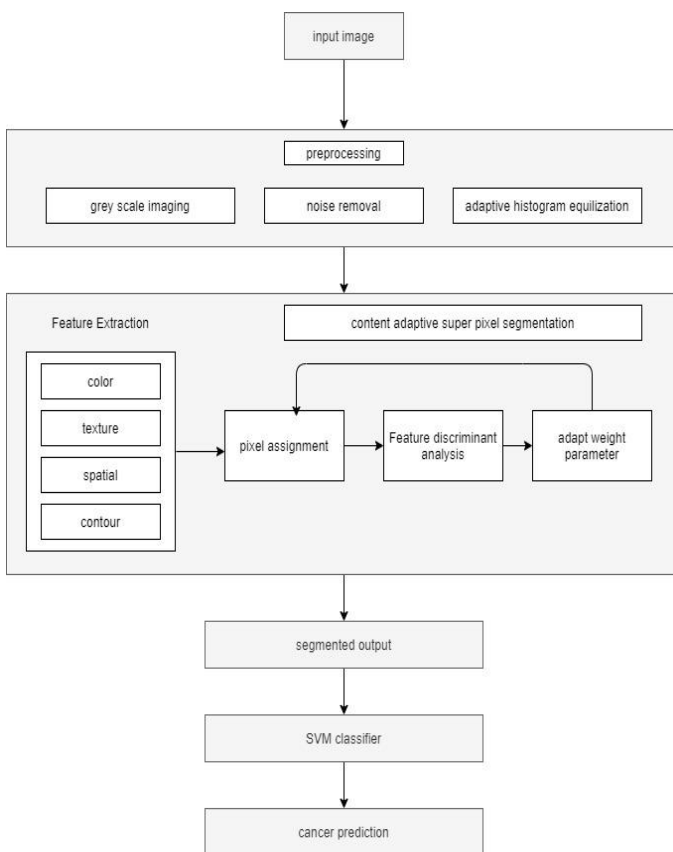 input image
preprocessing
grey scale imaging
noise removal
adaptive histogram equilization
Feature Extraction
content adaptive super pixel segmentation
color
texture
spatial
contour
pixel assignment
Feature discriminant
analysis
adapt weight
parameter
segmented output
SVM classifier
cancer prediction